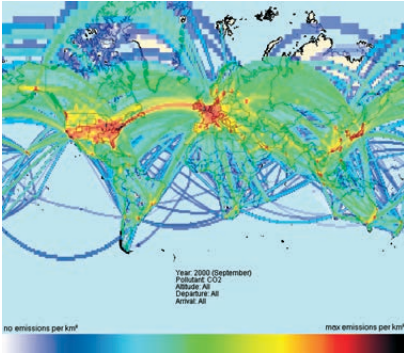 Year: 2000 (September)
Pollutant: CO2
Altitude: All
Departure: All
Arrival: All
no emissions per km² max emissions per km²